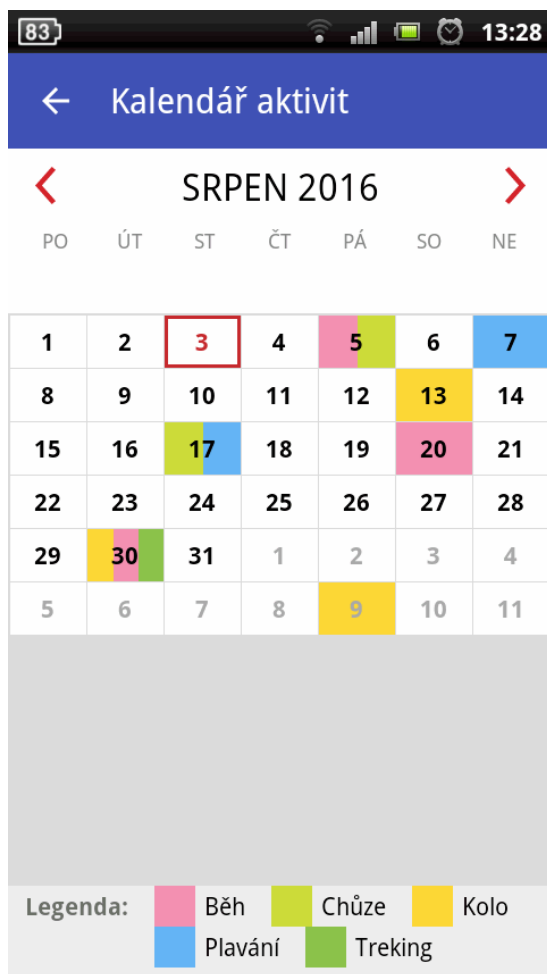 83 13:28
Kalendář aktivit
SRPEN 2016
PO ÚT ST ČT PÁ SO NE
1 2 3 4 5 6 7
8 9 10 11 12 13 14
15 16 17 18 19 20 21
22 23 24 25 26 27 28
29 30 31 1 2 3 4
5 6 7 8 9 10 11
Legenda: Běh Chůze Kolo
Plavání Treking